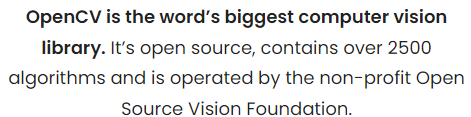 OpenCV is the word’s biggest computer vision
library. It’s open source, contains over 2500
algorithms and is operated by the non-profit Open
Source Vision Foundation.